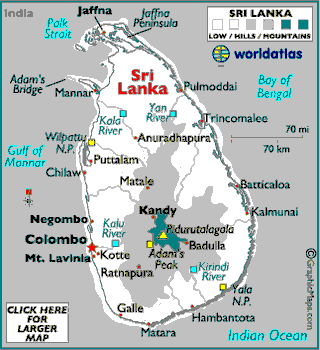 India
Jaffna
Palk
Strait
Jaffna
Peninsula
SRI LANKA
LOW / HILLS / MOUNTAINS
worldatlas
Adam's
Bridge
Mannar
Sri
Lanka
Pulmoddai
Bay of
Bengal
Kala
River
Yan
River
Trincomalee
Wilpattu
N.P.
Anuradhapura
70 mi
70 km
Gulf of
Mannar
Puttalam
Chilaw
Matale
Batticaloa
Kalmunai
Negombo
Kandy
Pidurutalagala
Colombo
Kalu
River
Badulla
Mt. Lavinia
Kotte
Adam's
Peak
Ratnapura
Kirindi
River
Yala
N.P.
Galle
Hambantota
Matara
Indian Ocean
CLICK HERE
FOR
LARGER
MAP
©GraphicMaps.com